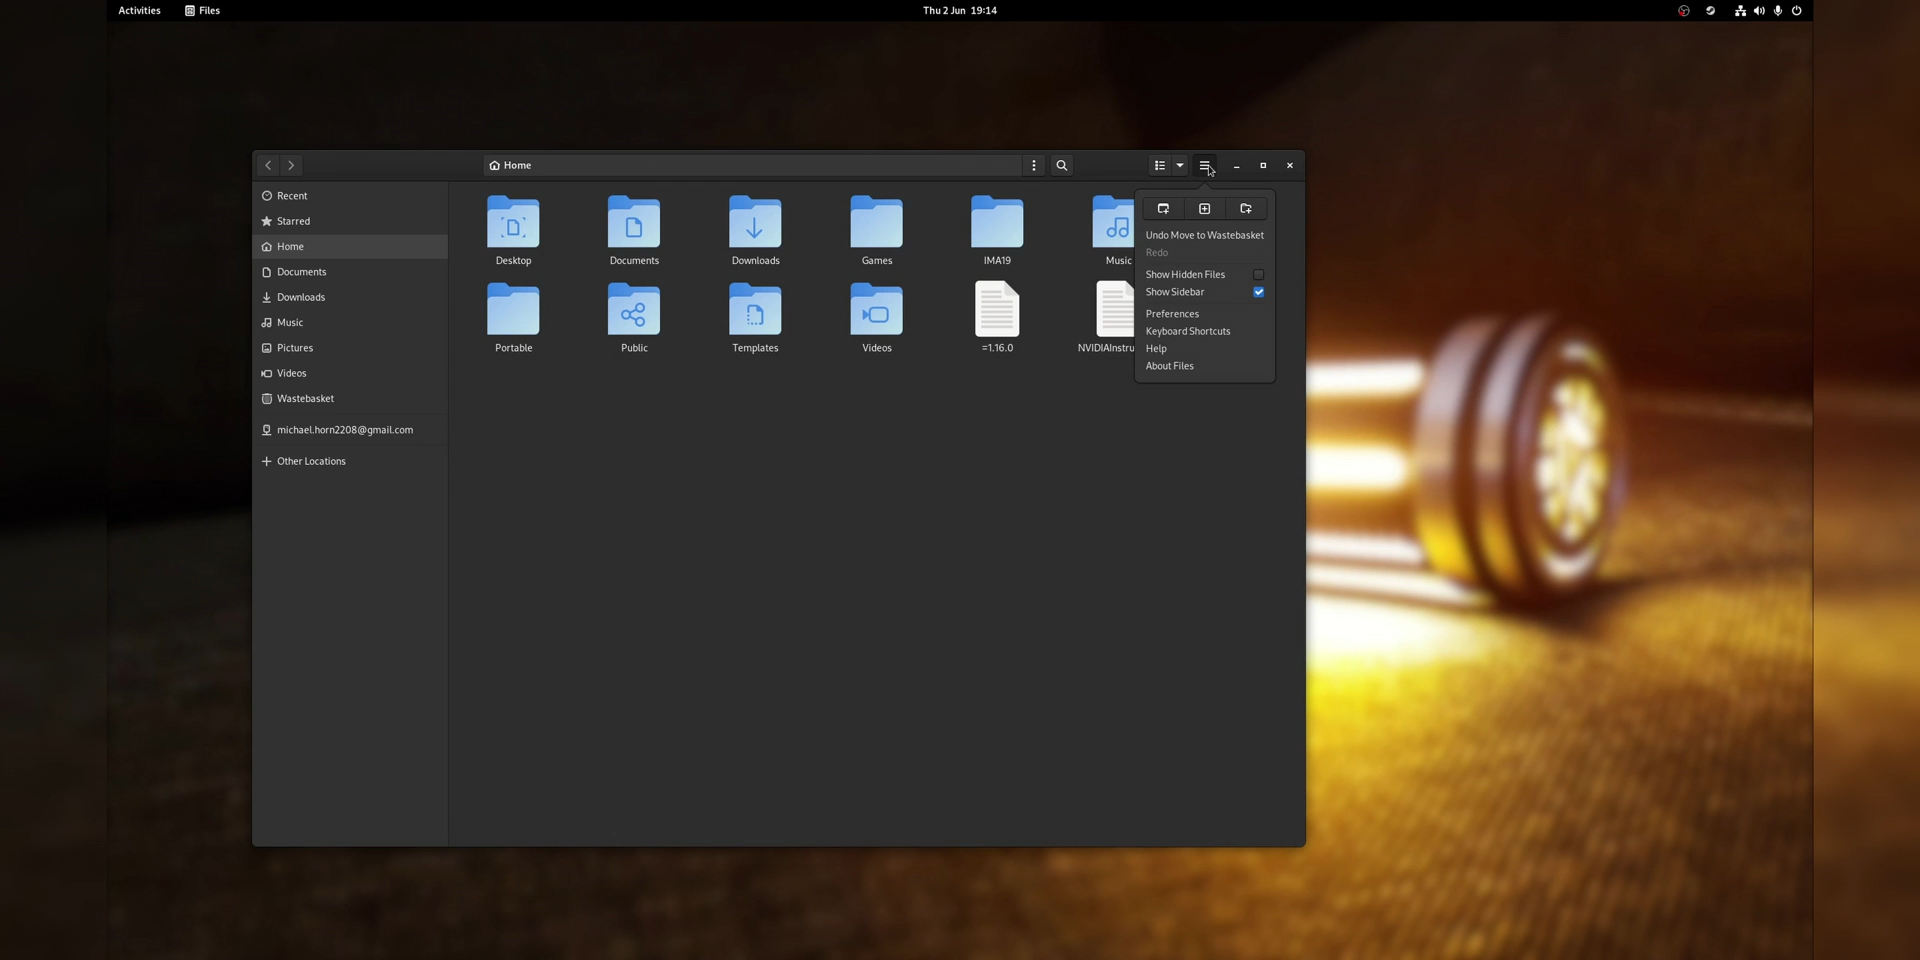 Activities
Files
Thu 2 Jun 19:14
Home
Recent
Starred
Home
Documents
Downloads
Music
Pictures
Videos
Wastebasket
michael.horn2208@gmail.com
Other Locations
Desktop
Documents
Downloads
Games
IMA19
Music
Portable
Public
Templates
Videos
=1.16.0
NVIDIAInstru
Undo Move to Wastebasket
Redo
Show Hidden Files
Show Sidebar
Preferences
Keyboard Shortcuts
Help
About Files